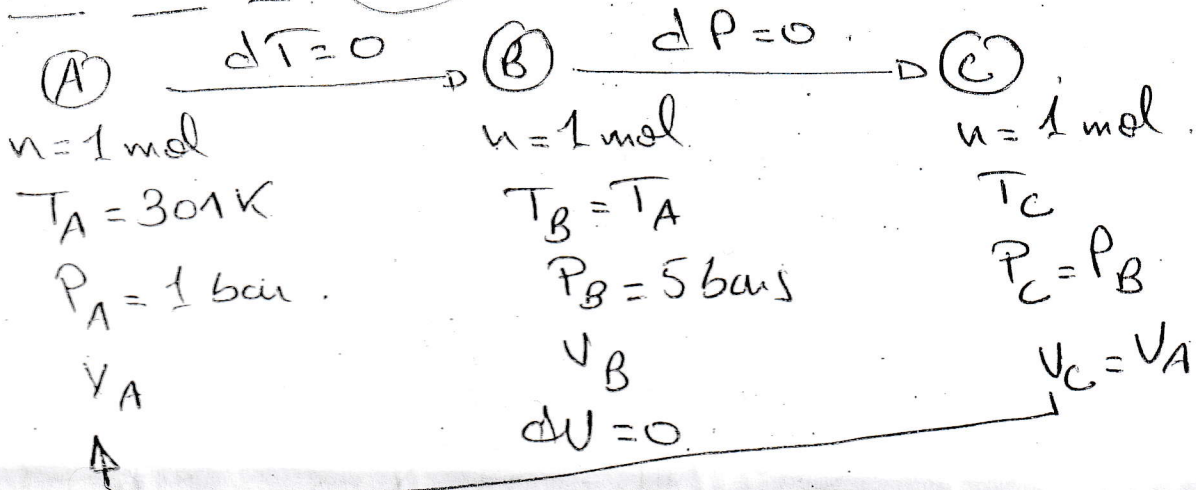 A dT=0 B dP=0. C
n=1 mol n=1 mol. n=1 mol.
T_A = 301K T_B = T_A T_C
P_A = 1 bar. P_B = 5 bars P_C = P_B
V_A V_B V_C = V_A
dV=0